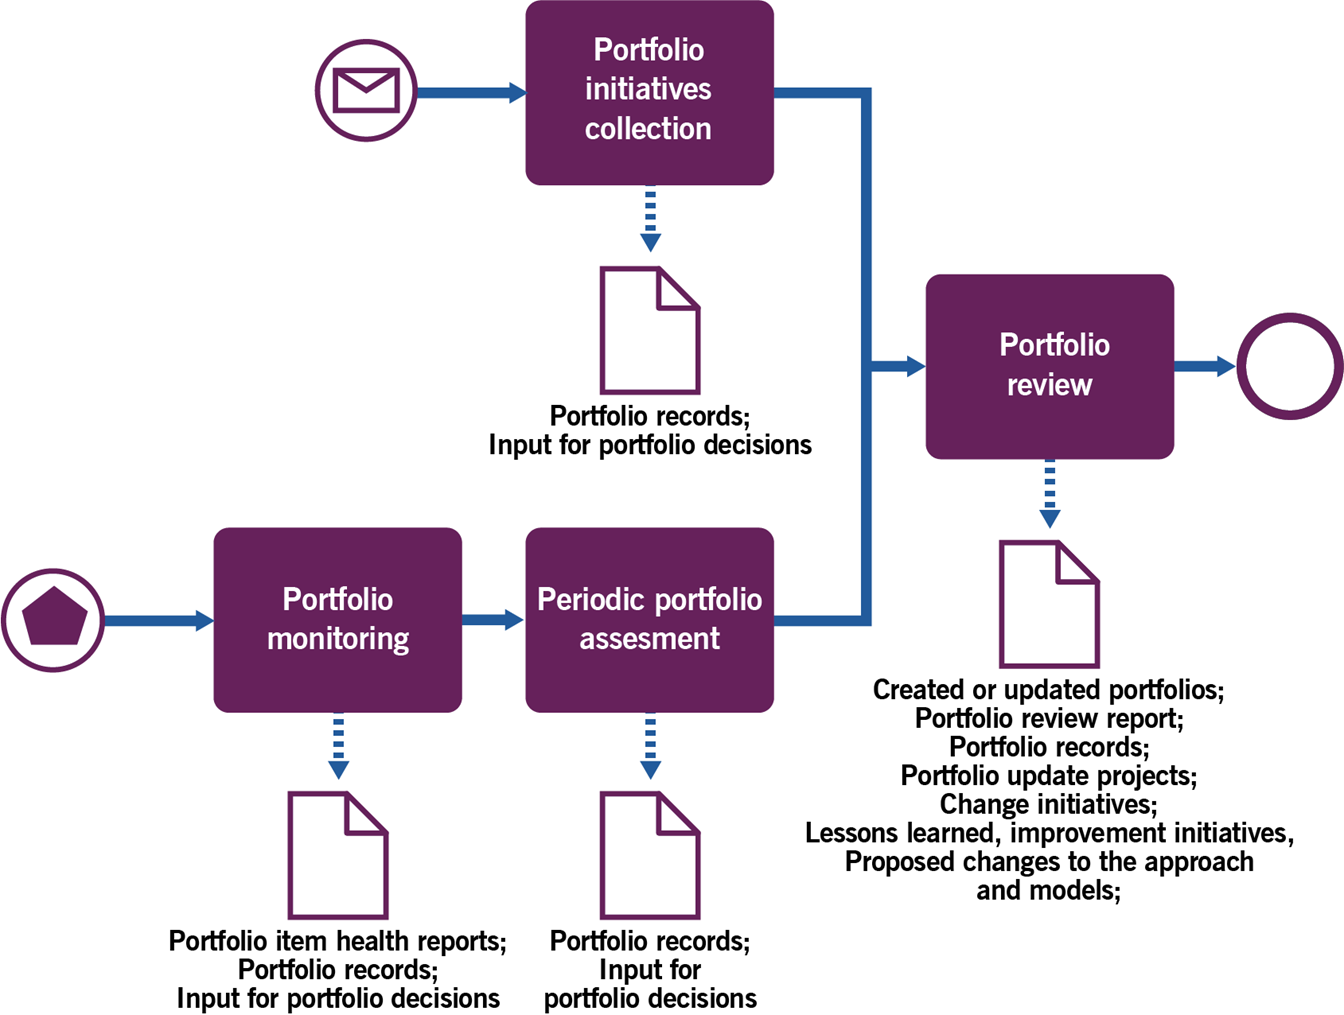 Portfolio
initiatives
collection
Portfolio records;
Input for portfolio decisions
Portfolio
review
Created or updated portfolios;
Portfolio review report;
Portfolio records;
Portfolio update projects;
Change initiatives;
Lessons learned, improvement initiatives,
Proposed changes to the approach
and models;
Portfolio
monitoring
Portfolio item health reports;
Portfolio records;
Input for portfolio decisions
Periodic portfolio
assesment
Portfolio records;
Input for
portfolio decisions